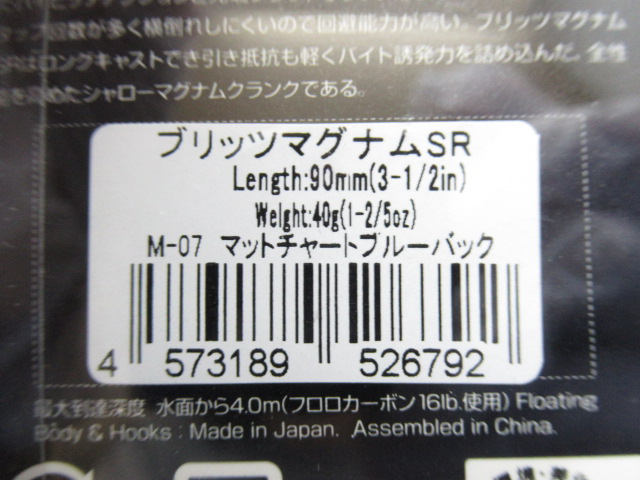 タップ回数が多く横倒れしにくいので回避能力が高い。ブリッツマグナム
SRはロングキャストでき引き抵抗も軽くバイト誘発力を詰め込んだ、全性
を高めたシャローマグナムクランクである。
ブリッツマグナムSR
Length:90mm(3-1/2in)
Weight:40g(1-2/5oz)
M-07 マットチャートブルーバック
4 573189 526792
最大到達深度 水面から4.0m(フロロカーボン16lb.使用) Floating
Body & Hooks : Made in Japan. Assembled in China.